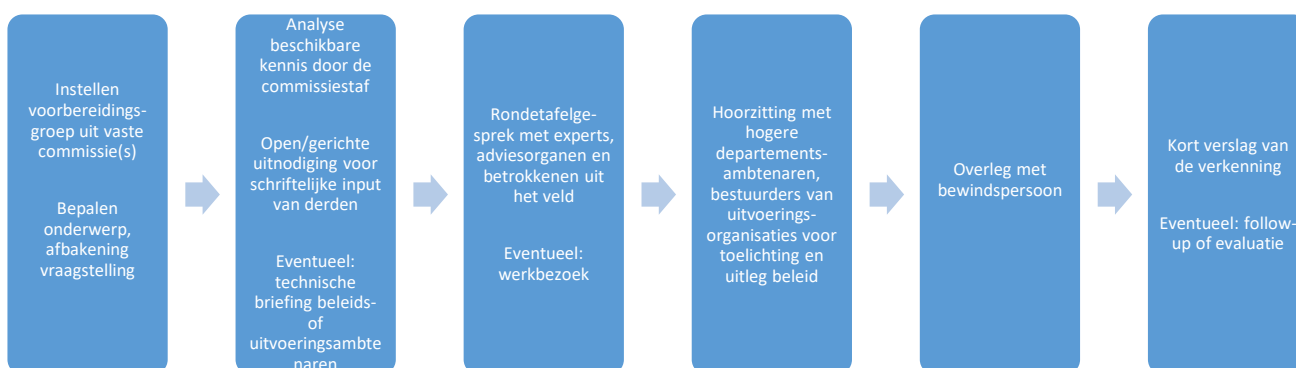 Instellen
voorbereidings-
groep uit vaste
commissie(s)
Bepalen
onderwerp,
afbakening
vraagstelling
Analyse
beschikbare
kennis door de
commissiestaf
Open/gerichte
uitnodiging voor
schriftelijke input
van derden
Eventueel:
technische
briefing beleids-
of
uitvoeringsambte
naren
Rondetafelge-
sprek met experts,
adviesorganen en
betrokkenen uit
het veld
Eventueel:
werkbezoek
Hoorzitting met
hogere
departements-
ambtenaren,
bestuurders van
uitvoerings-
organisaties voor
toelichting en
uitleg beleid
Overleg met
bewindspersoon
Kort verslag van
de verkenning
Eventueel: follow-
up of evaluatie